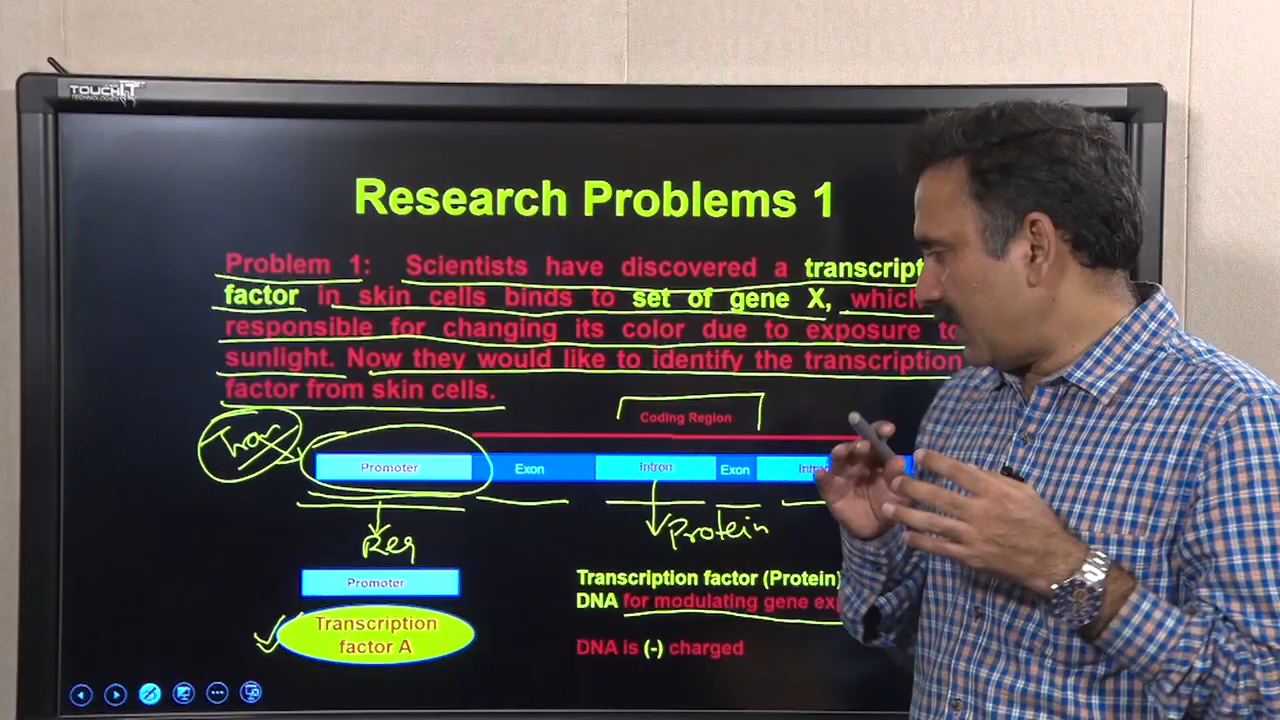 TOUCHIT
TECHNOLOGIES
Research Problems 1
Problem 1: Scientists have discovered a transcript
factor in skin cells binds to set of gene X, which
responsible for changing its color due to exposure to
sunlight. Now they would like to identify the transcription
factor from skin cells.
Coding Region
Tran
Promoter Exon Intron Exon Intro
Reg
Protein
Promoter
Transcription factor (Protein)
DNA for modulating gene exp
Transcription
factor A
DNA is (-) charged